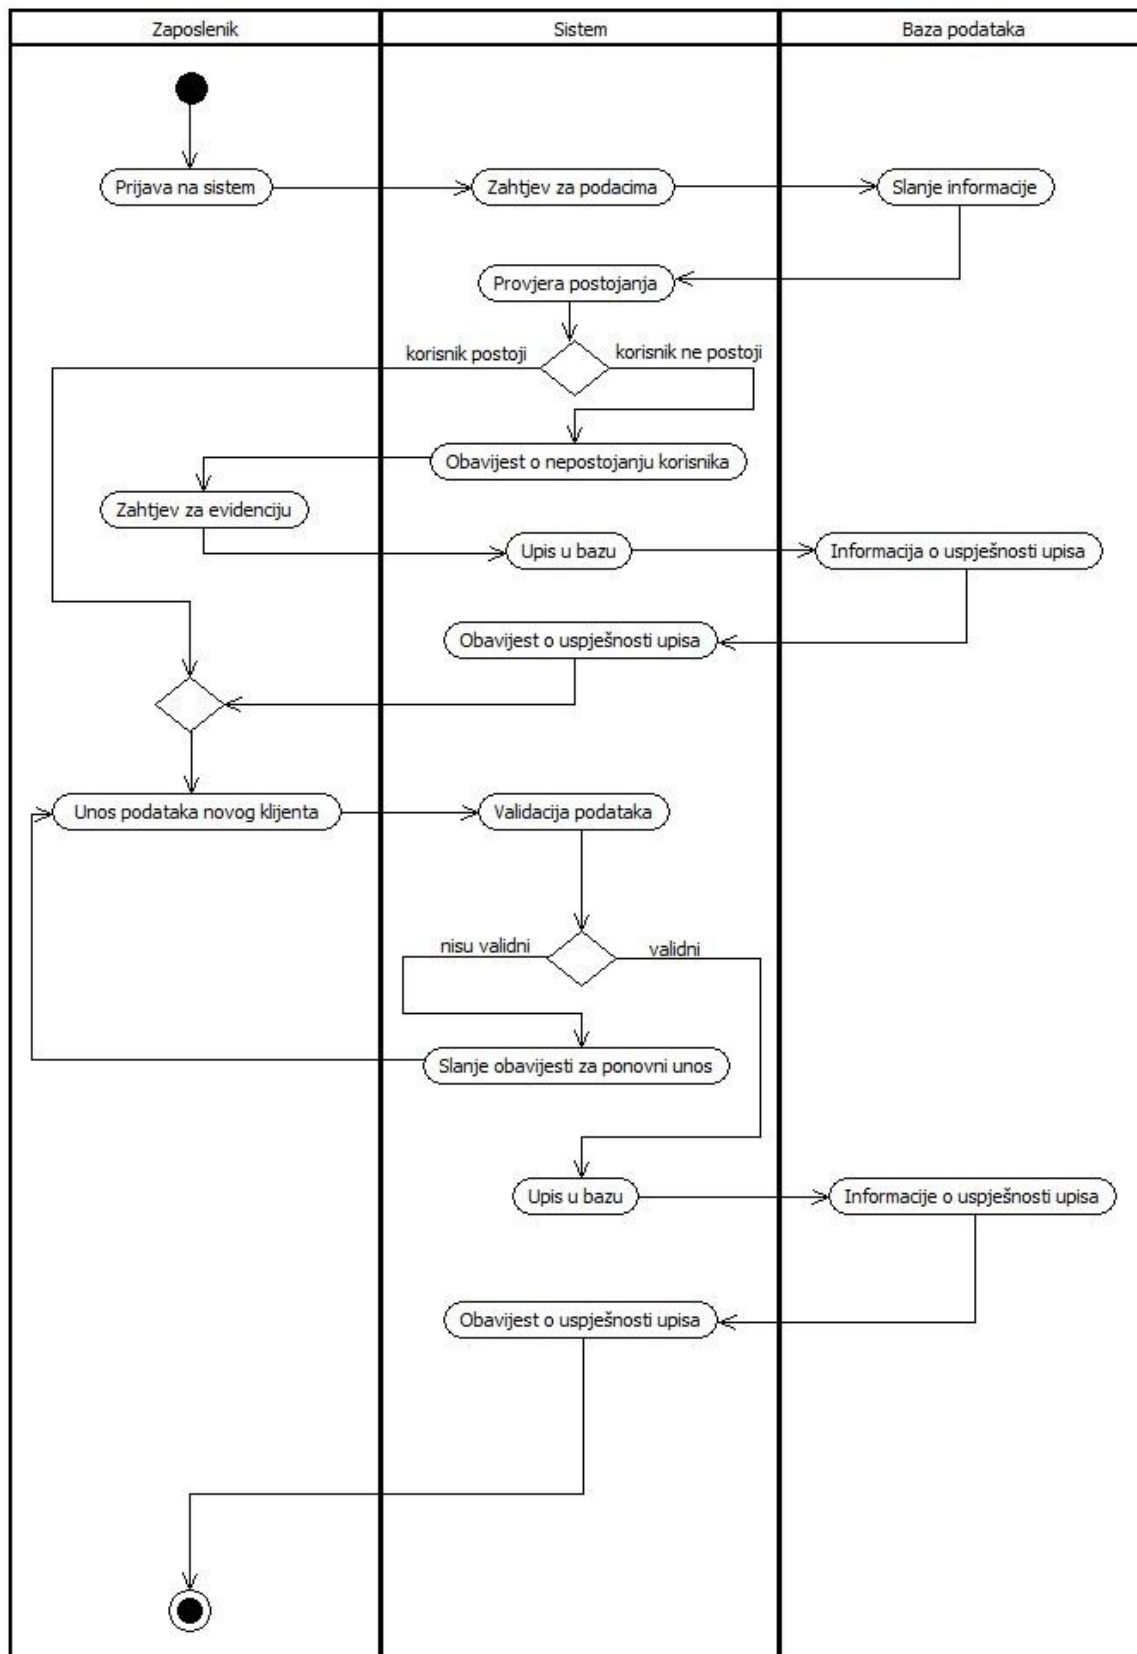 Zaposlenik
Sistem
Baza podataka
Prijava na sistem
Zahtjev za podacima
Slanje informacije
Provjera postojanja
korisnik postoji
korisnik ne postoji
Obavijest o nepostojanju korisnika
Zahtjev za evidenciju
Upis u bazu
Informacija o uspješnosti upisa
Obavijest o uspješnosti upisa
Unos podataka novog klijenta
Validacija podataka
nisu validni
validni
Slanje obavijesti za ponovni unos
Upis u bazu
Informacije o uspješnosti upisa
Obavijest o uspješnosti upisa